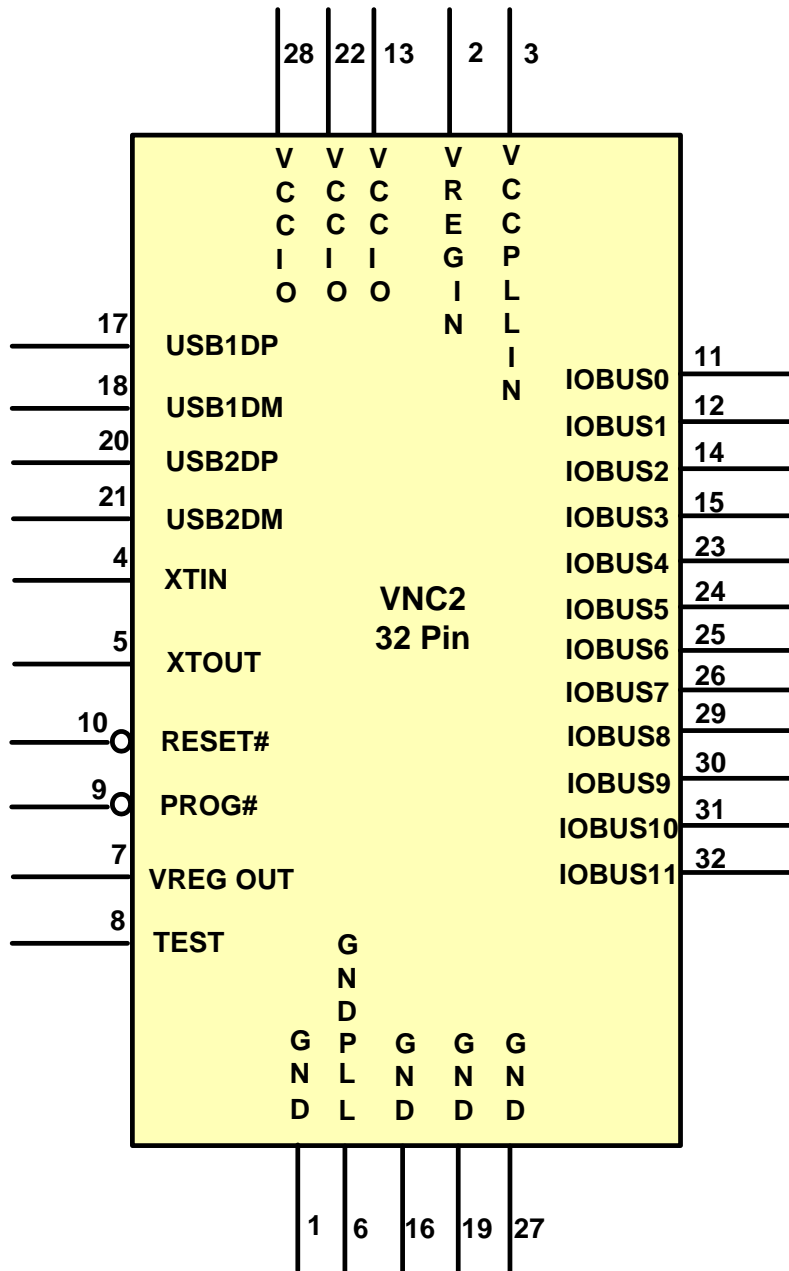 28 22 13 2 3
VCCIO VCCIO VCCIO VREGIN VCCPLLIN
17 USB1DP
18 USB1DM
20 USB2DP
21 USB2DM
4 XTIN
5 XTOUT
10 RESET#
9 PROG#
7 VREG OUT
8 TEST
VNC2
32 Pin
IOBUS0 11
IOBUS1 12
IOBUS2 14
IOBUS3 15
IOBUS4 23
IOBUS5 24
IOBUS6 25
IOBUS7 26
IOBUS8 29
IOBUS9 30
IOBUS10 31
IOBUS11 32
GND GNDPLL GND GND GND
1 6 16 19 27